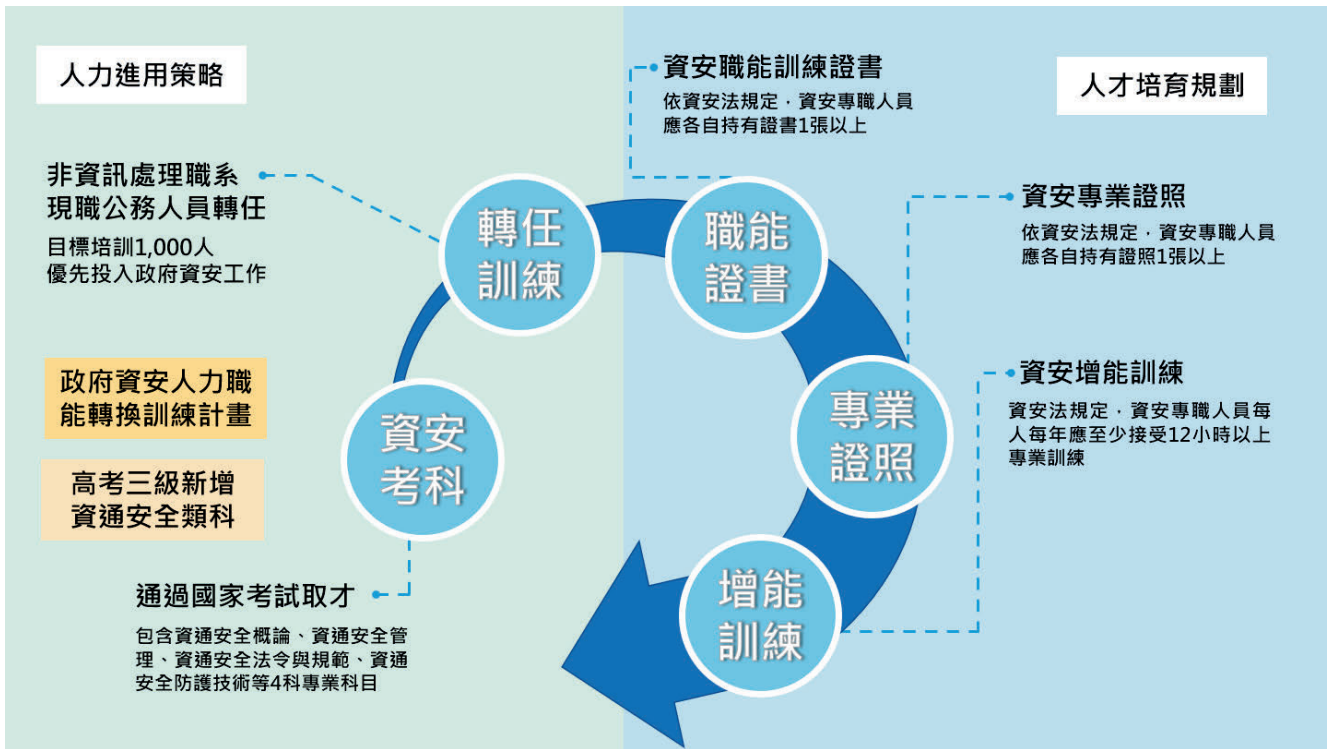 人力進用策略
非資訊處理職系
現職公務人員轉任
目標培訓1,000人
優先投入政府資安工作
政府資安人力職
能轉換訓練計畫
高考三級新增
資通安全類科
通過國家考試取才
包含資通安全概論、資通安全管
理、資通安全法令與規範、資通
安全防護技術等4科專業科目
資安
考科
轉任
訓練
職能
證書
專業
證照
增能
訓練
人才培育規劃
資安職能訓練證書
依資安法規定，資安專職人員
應各自持有證書1張以上
資安專業證照
依資安法規定，資安專職人員
應各自持有證照1張以上
資安增能訓練
資安法規定，資安專職人員每
人每年應至少接受12小時以上
專業訓練